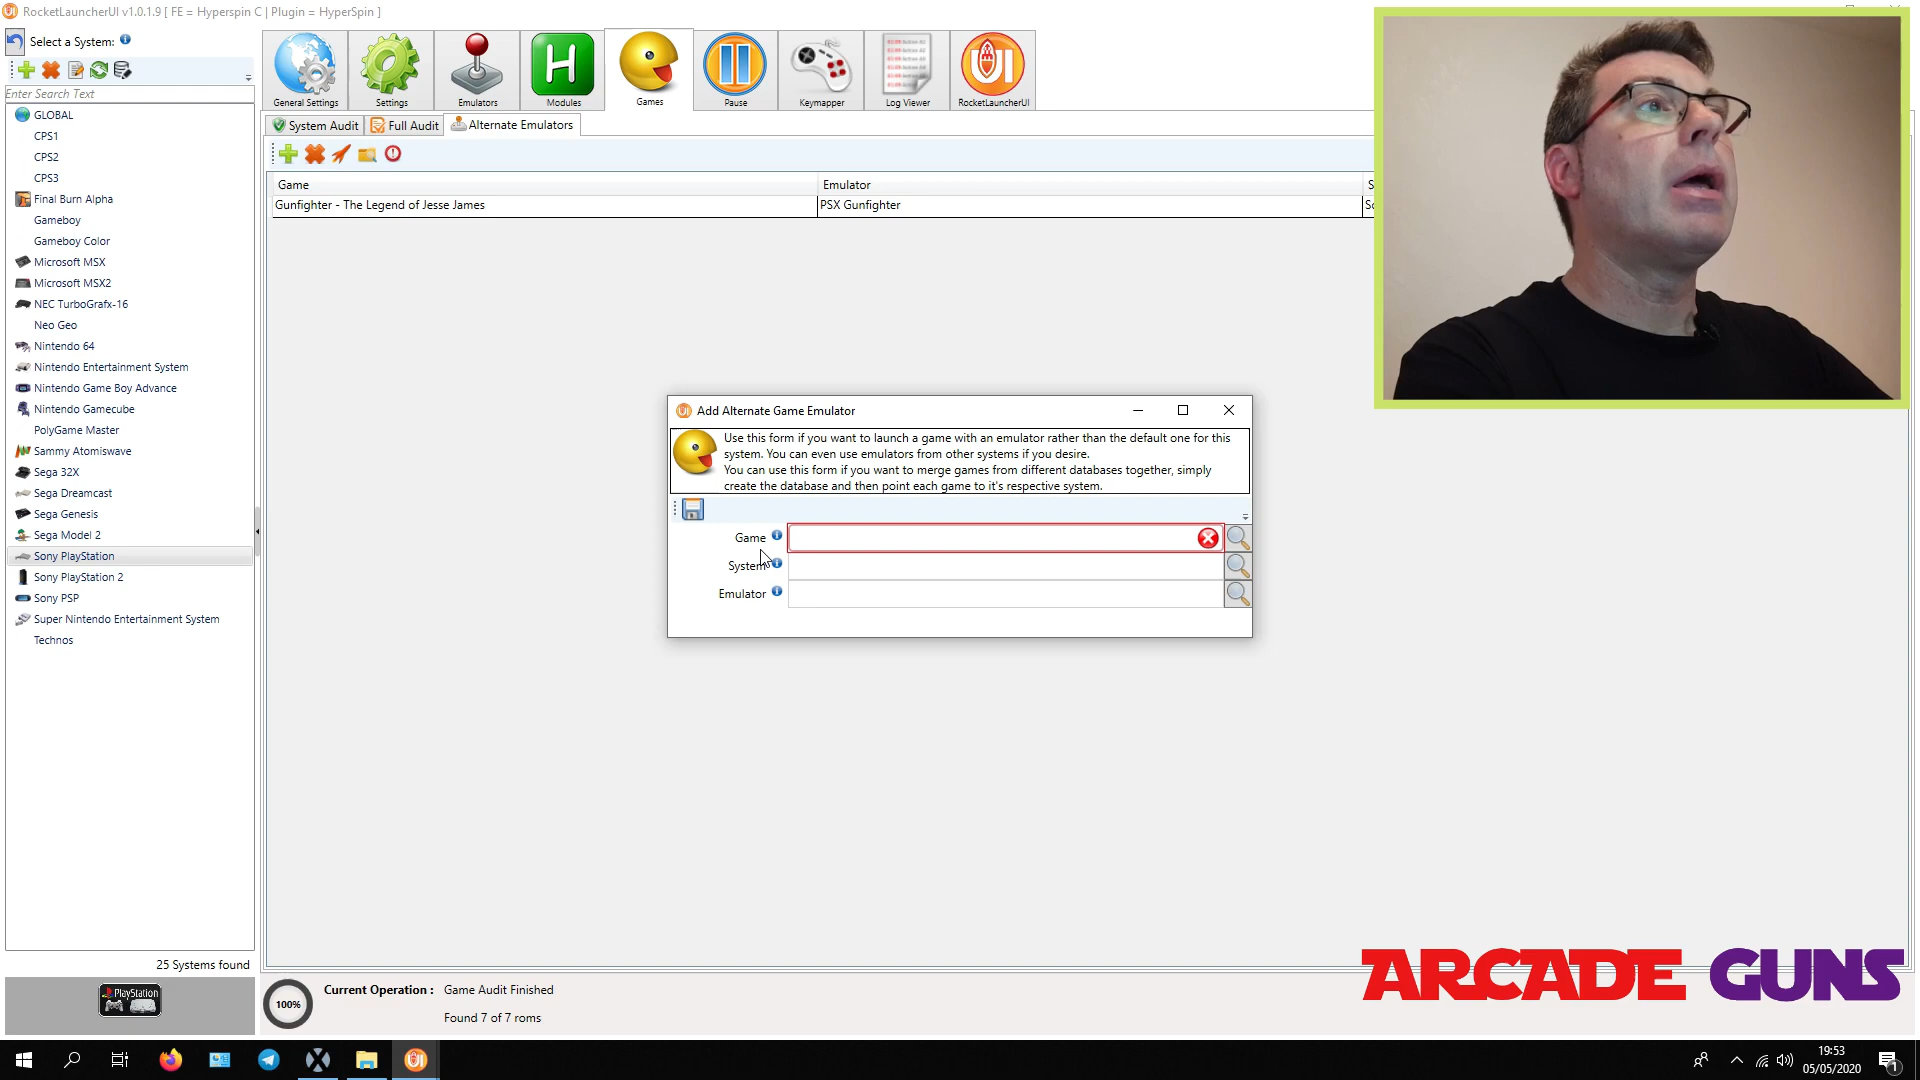 RocketLauncherUI v1.0.1.9 [ FE = Hyperspin C | Plugin = HyperSpin ]
Select a System:
Enter Search Text
GLOBAL
CPS1
CPS2
CPS3
Final Burn Alpha
Gameboy
Gameboy Color
Microsoft MSX
Microsoft MSX2
NEC TurboGrafx-16
Neo Geo
Nintendo 64
Nintendo Entertainment System
Nintendo Game Boy Advance
Nintendo Gamecube
PolyGame Master
Sammy Atomiswave
Sega 32X
Sega Dreamcast
Sega Genesis
Sega Model 2
Sony PlayStation
Sony PlayStation 2
Sony PSP
Super Nintendo Entertainment System
Technos
25 Systems found
PlayStation
General Settings
Settings
Emulators
H
Modules
Games
Pause
Keymapper
Log Viewer
UI
RocketLauncherUI
System Audit
Full Audit
Alternate Emulators
Game
Emulator
S
Gunfighter - The Legend of Jesse James
PSX Gunfighter
Add Alternate Game Emulator
Use this form if you want to launch a game with an emulator rather than the default one for this
system. You can even use emulators from other systems if you desire.
You can use this form if you want to merge games from different databases together, simply
create the database and then point each game to it's respective system.
Game
System
Emulator
100%
Current Operation :
Game Audit Finished
Found 7 of 7 roms
ARCADE GUNS
19:53
05/05/2020
1